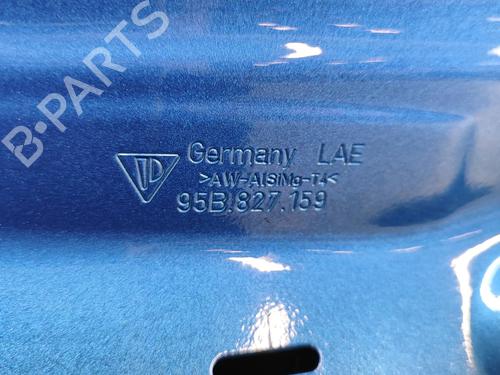 B-PARTS
Germany LAE
>AW-AlSiMg-T4<
95B.827.159